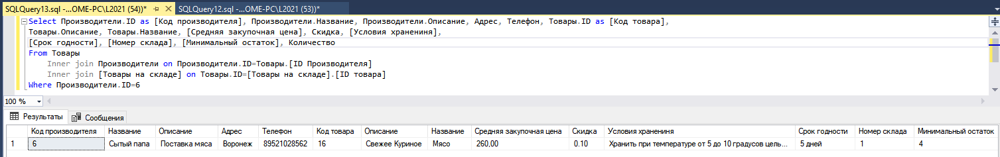 SQLQuery13.sql -...OME-PC\L2021 (54))* SQLQuery12.sql -...OME-PC\L2021 (53))*
Select Производители.ID as [Код производителя], Производители.Название, Производители.Описание, Адрес, Телефон, Товары.ID as [Код товара],
Товары.Описание, Товары.Название, [Средняя закупочная цена], Скидка, [Условия хранениня],
[Срок годности], [Номер склада], [Минимальный остаток], Количество
From Товары
Inner join Производители on Производители.ID=Товары.[ID Производителя]
Inner join [Товары на складе] on Товары.ID=[Товары на складе].[ID товара]
Where Производители.ID=6
100 %
Результаты Сообщения
Код производителя Название Описание Адрес Телефон Код товара Описание Название Средняя закупочная цена Скидка Условия хранениня Срок годности Номер склада Минимальный остаток
1 6 Сытый папа Поставка мяса Воронеж 89521028562 16 Свежее Куриное Мясо 260,00 0.10 Хранить при температуре от 5 до 10 градусов цель... 5 дней 1 4